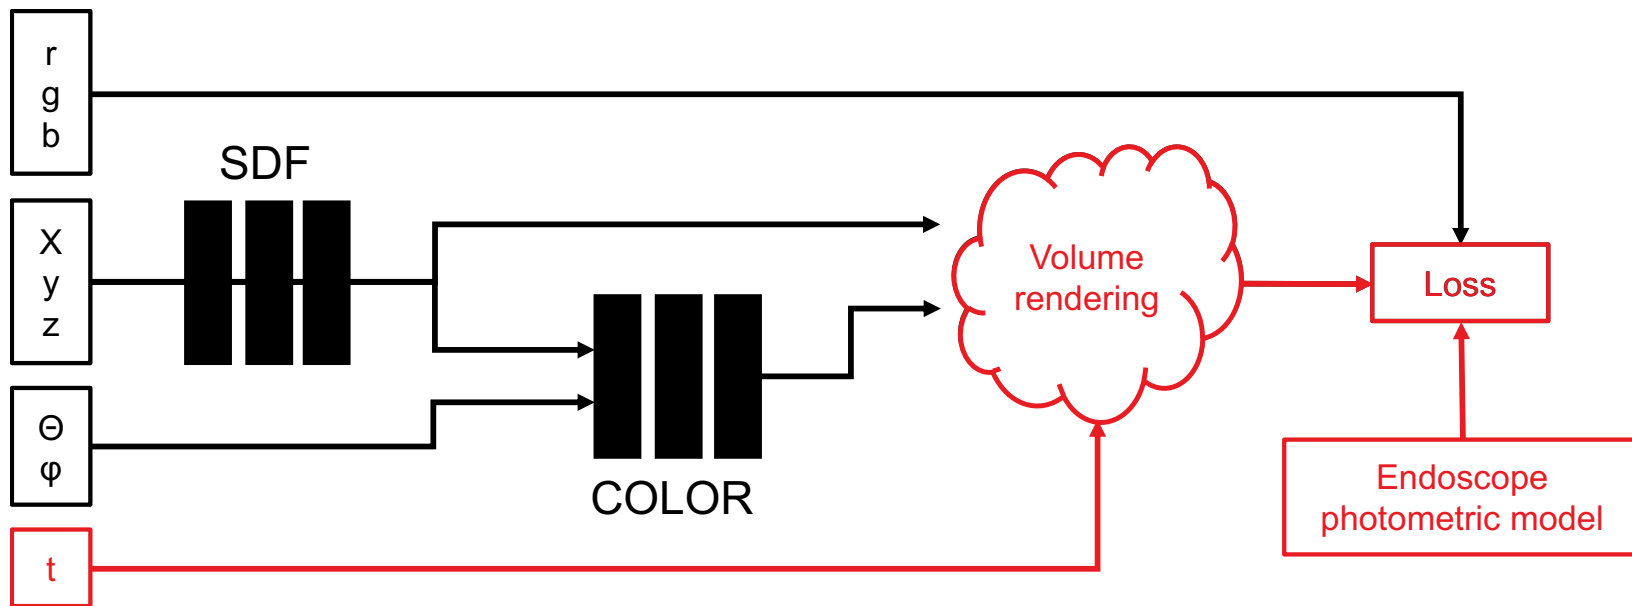 r
g
b
SDF
X
y
z
Volume
rendering
Loss
Θ
φ
COLOR
Endoscope
photometric model
t